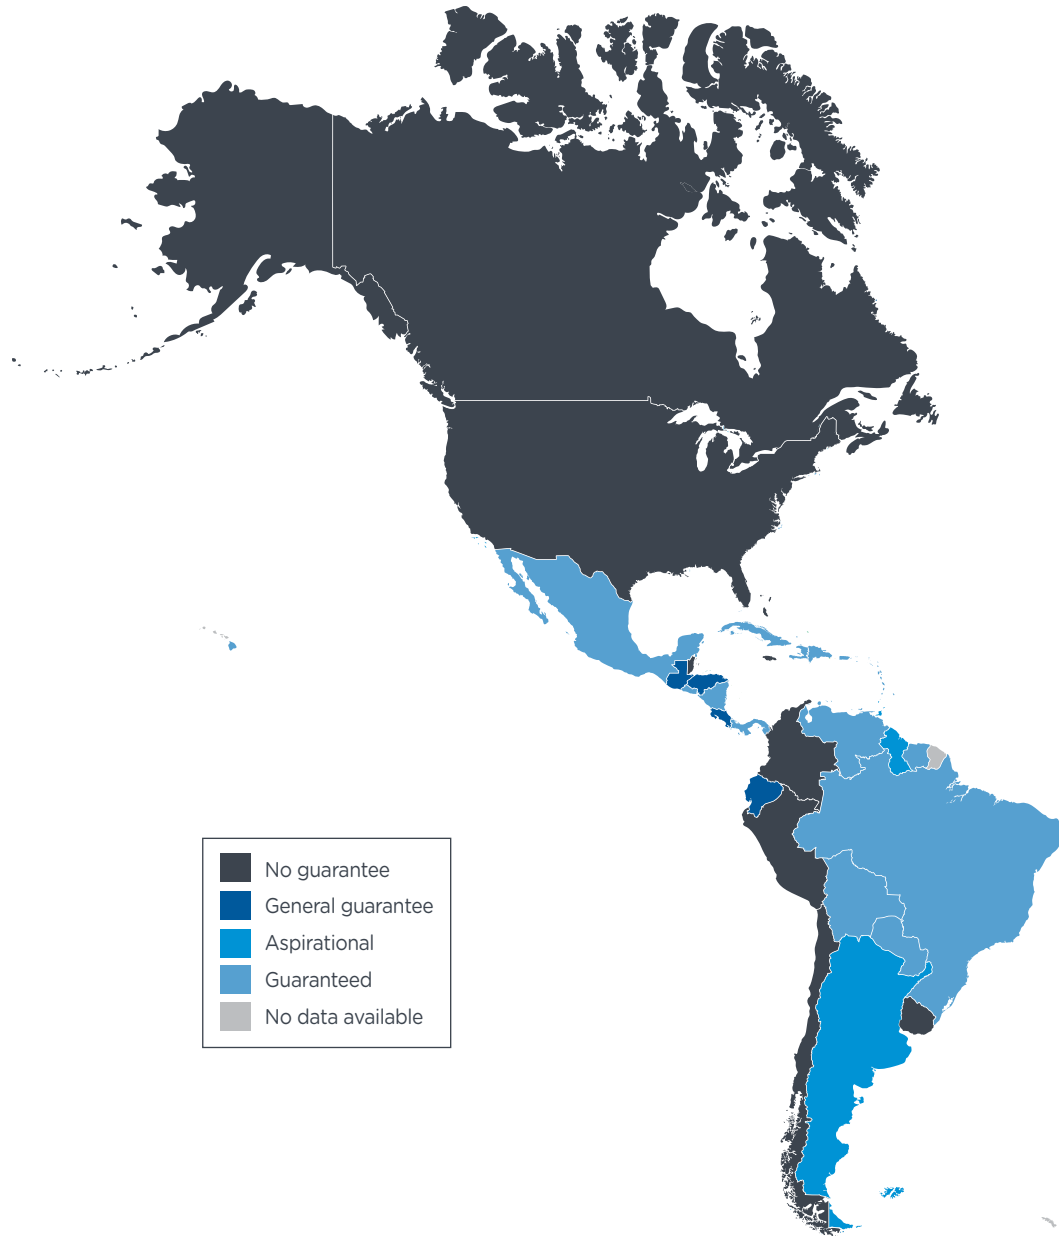 No guarantee
General guarantee
Aspirational
Guaranteed
No data available